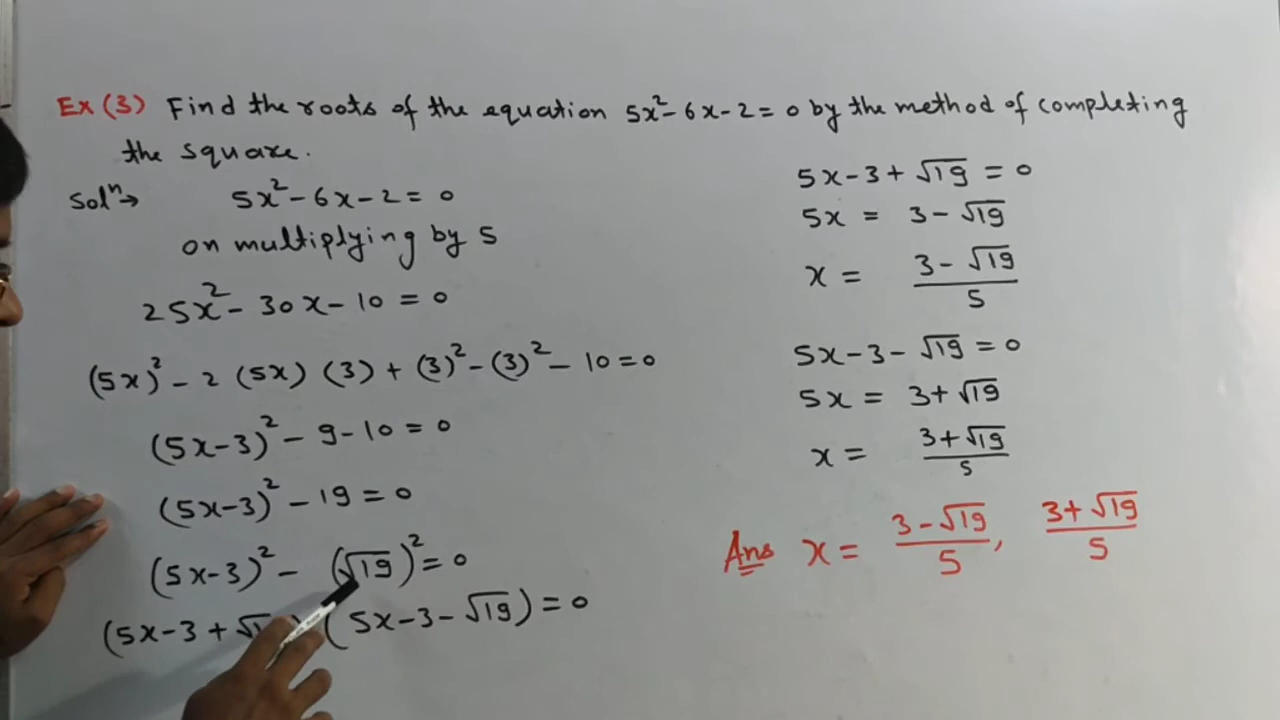 Ex (3) Find the roots of the equation 5x²-6x-2=0 by the method of completing
the square.
Solⁿ→ 5x²-6x-2=0
on multiplying by 5
25x²-30x-10=0
(5x)²-2(5x)(3)+(3)²-(3)²-10=0
(5x-3)²-9-10=0
(5x-3)²-19=0
(5x-3)²-(√19)²=0
(5x-3+√ (5x-3-√19)=0
5x-3+√19=0
5x=3-√19
x=(3-√19)/5
5x-3-√19=0
5x=3+√19
x=(3+√19)/5
Ans x=(3-√19)/5, (3+√19)/5